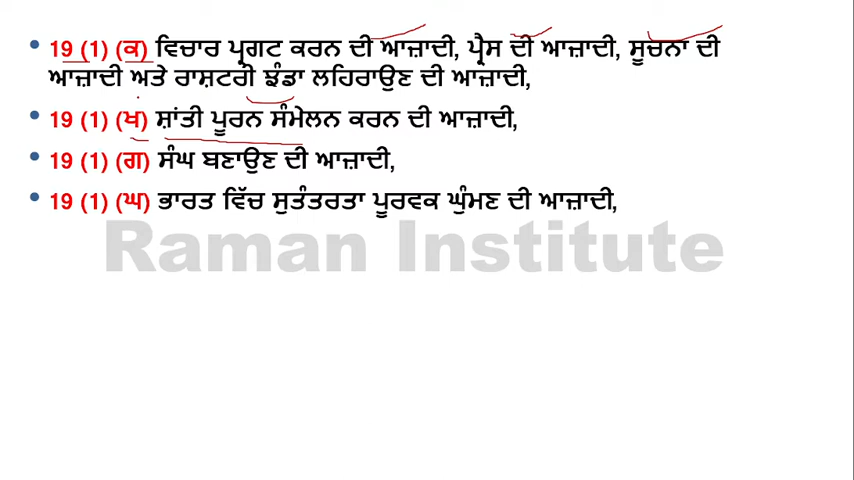 • 19 (1) (ਕ) ਵਿਚਾਰ ਪ੍ਰਗਟ ਕਰਨ ਦੀ ਆਜ਼ਾਦੀ, ਪ੍ਰੈਸ ਦੀ ਆਜ਼ਾਦੀ, ਸੂਚਨਾ ਦੀ
ਆਜ਼ਾਦੀ ਅਤੇ ਰਾਸ਼ਟਰੀ ਝੰਡਾ ਲਹਿਰਾਉਣ ਦੀ ਆਜ਼ਾਦੀ,
• 19 (1) (ਖ) ਸ਼ਾਂਤੀ ਪੂਰਨ ਸੰਮੇਲਨ ਕਰਨ ਦੀ ਆਜ਼ਾਦੀ,
• 19 (1) (ਗ) ਸੰਘ ਬਣਾਉਣ ਦੀ ਆਜ਼ਾਦੀ,
• 19 (1) (ਘ) ਭਾਰਤ ਵਿੱਚ ਸੁਤੰਤਰਤਾ ਪੂਰਵਕ ਘੁੰਮਣ ਦੀ ਆਜ਼ਾਦੀ,
Raman Institute